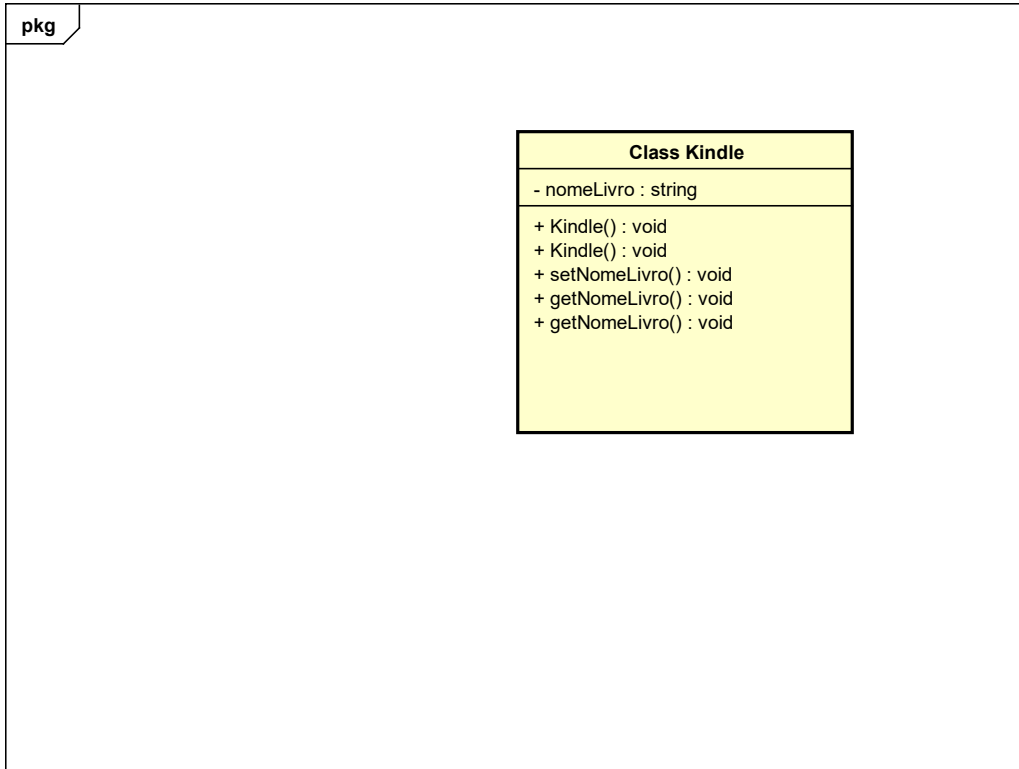 pkg
Class Kindle
- nomeLivro : string
+ Kindle() : void
+ Kindle() : void
+ setNomeLivro() : void
+ getNomeLivro() : void
+ getNomeLivro() : void